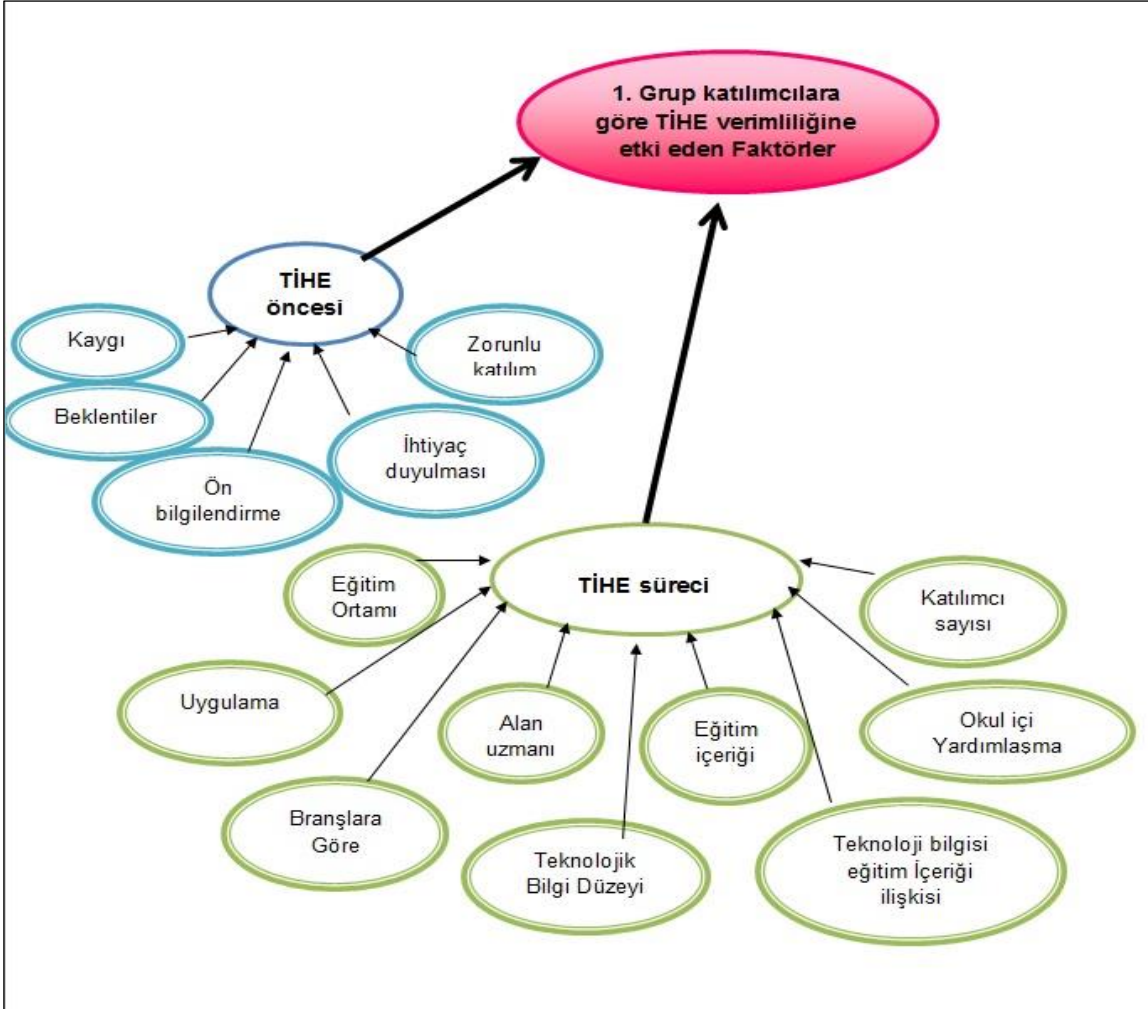 1. Grup katılımcılara
göre TİHE verimliliğine
etki eden Faktörler
TİHE
öncesi
Kaygı
Zorunlu
katılım
Beklentiler
İhtiyaç
duyulması
Ön
bilgilendirme
TİHE süreci
Eğitim
Ortamı
Katılımcı
sayısı
Uygulama
Alan
uzmanı
Eğitim
içeriği
Okul içi
Yardımlaşma
Branşlara
Göre
Teknolojik
Bilgi Düzeyi
Teknoloji bilgisi
eğitim İçeriği
ilişkisi